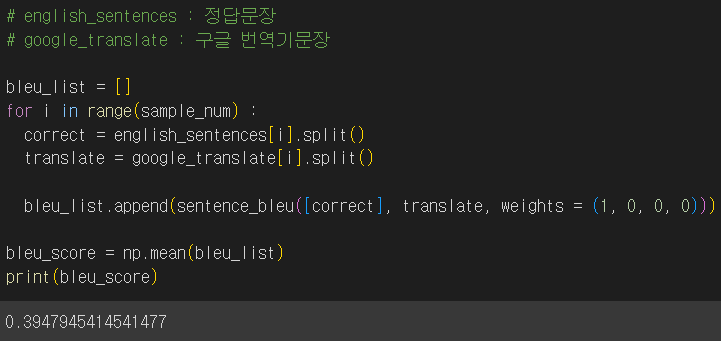 # english_sentences : 정답문장
# google_translate : 구글 번역기문장
bleu_list = []
for i in range(sample_num) :
correct = english_sentences[i].split()
translate = google_translate[i].split()
bleu_list.append(sentence_bleu([correct], translate, weights = (1, 0, 0, 0)))
bleu_score = np.mean(bleu_list)
print(bleu_score)
0.3947945414541477